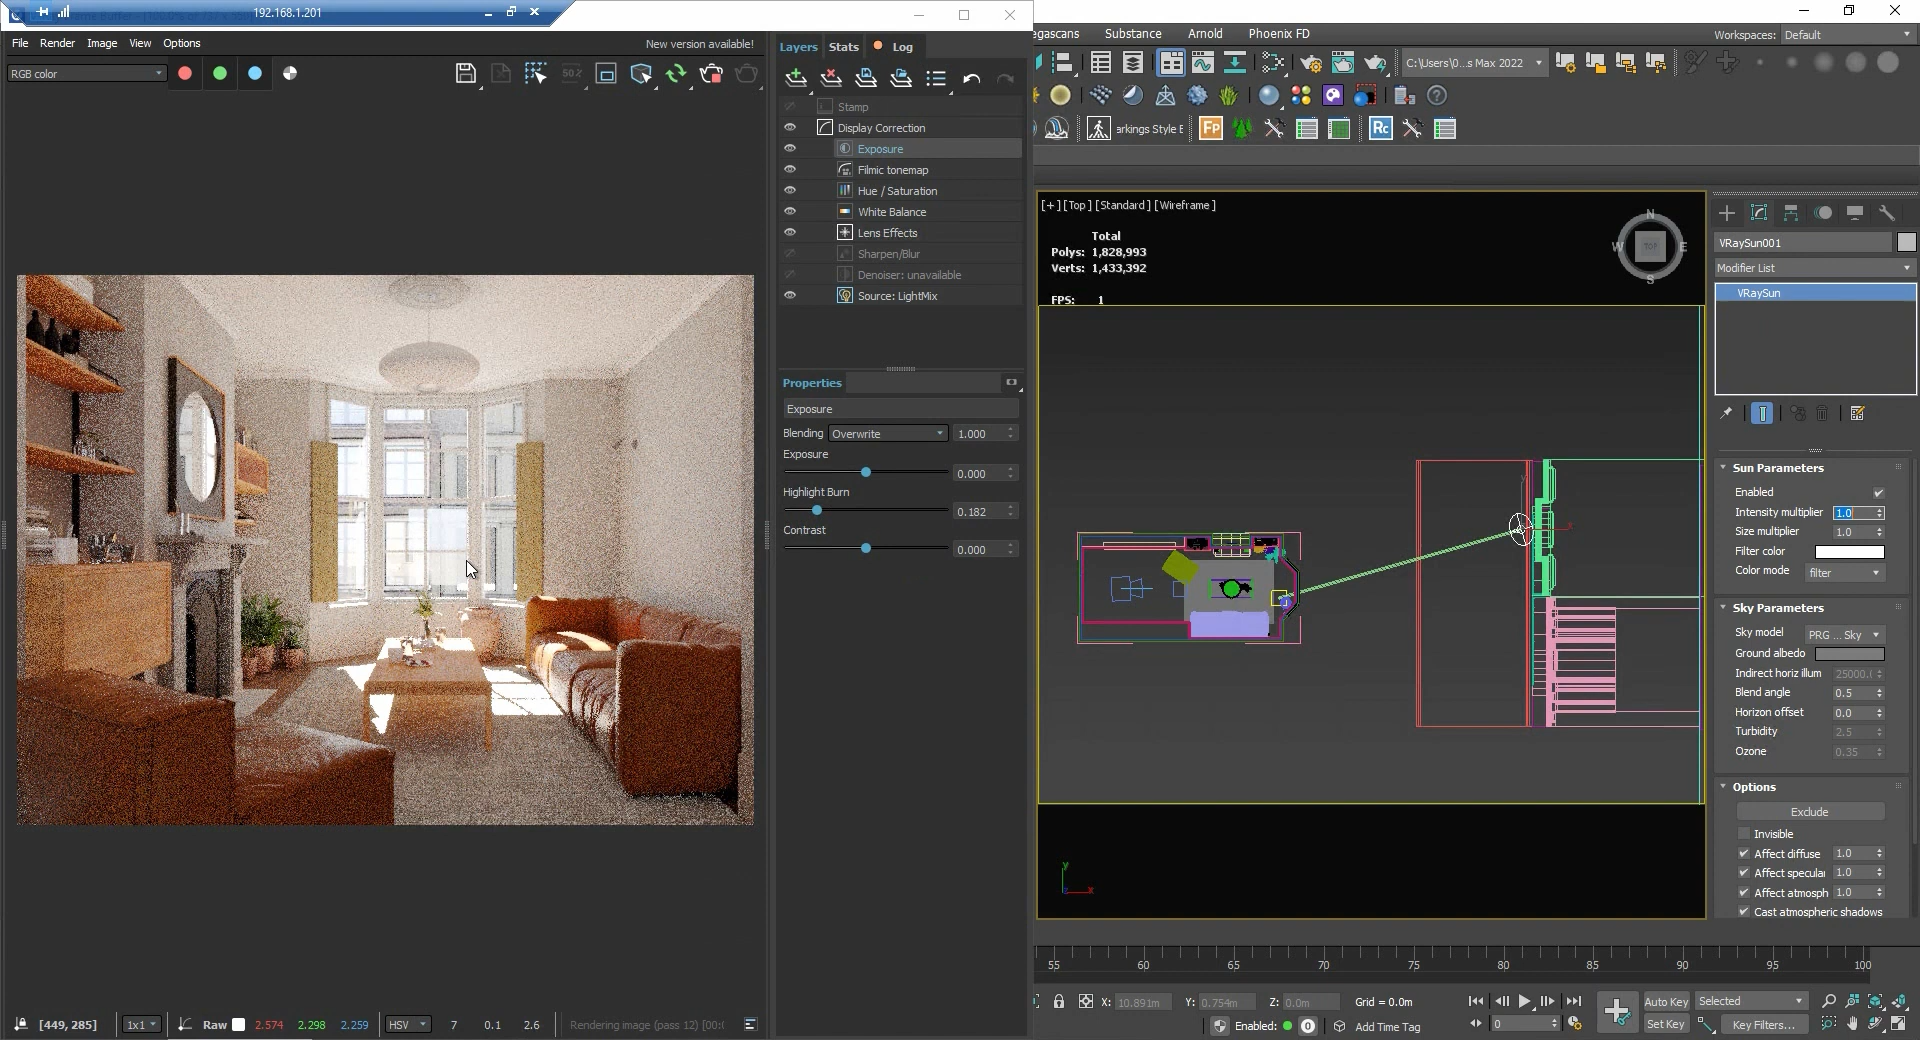 192.168.1.201
File Render Image View Options
New version available!
RGB color
Layers Stats Log
Stamp
Display Correction
Exposure
Filmic tonemap
Hue / Saturation
White Balance
Lens Effects
Sharpen/Blur
Denoiser: unavailable
Source: LightMix
Properties
Exposure
Blending Overwrite 1.000
Exposure
0.000
Highlight Burn
0.182
Contrast
0.000
[449, 285] 1x1 Raw 2.574 2.298 2.259 HSV 7 0.1 2.6 Rendering image (pass 12) [00:(
egascans Substance Arnold Phoenix FD
Workspaces: Default
C:\Users\0...s Max 2022
arkings Style E
Fp
Rc
[+] [Top] [Standard] [Wireframe]
Total
Polys: 1,828,993
Verts: 1,433,392
FPS: 1
N
W TOP E
S
y
x
VRaySun001
Modifier List
VRaySun
Sun Parameters
Enabled
Intensity multiplier 1.0
Size multiplier 1.0
Filter color
Color mode filter
Sky Parameters
Sky model PRG ... Sky
Ground albedo
Indirect horiz illum 25000.(
Blend angle 0.5
Horizon offset 0.0
Turbidity 2.5
Ozone 0.35
Options
Exclude
Invisible
Affect diffuse 1.0
Affect specular 1.0
Affect atmosph 1.0
Cast atmospheric shadows
55 60 65 70 75 80 85 90 95 100
X: 10.891m Y: 0.754m Z: 0.0m Grid = 0.0m
Enabled: 0 Add Time Tag
0
Auto Key Selected
Set Key Key Filters...